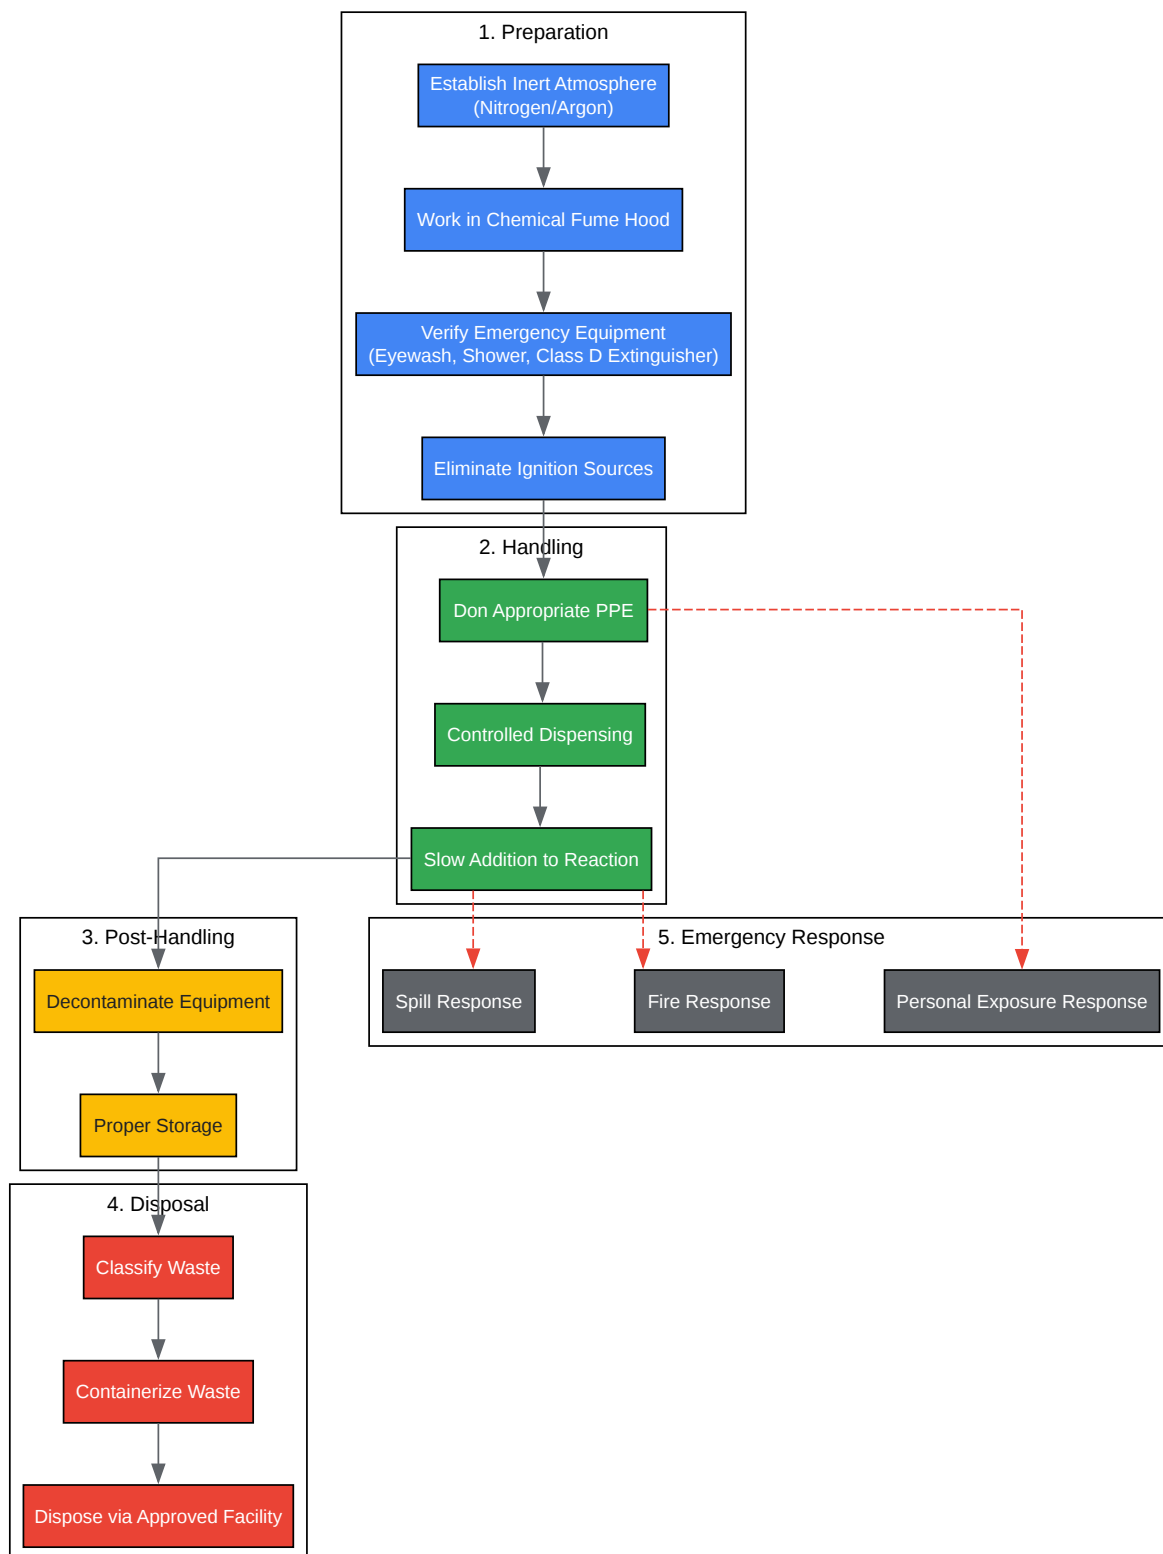 1. Preparation
Establish Inert Atmosphere
(Nitrogen/Argon)
Work in Chemical Fume Hood
Verify Emergency Equipment
(Eyewash, Shower, Class D Extinguisher)
Eliminate Ignition Sources
2. Handling
Don Appropriate PPE
Controlled Dispensing
Slow Addition to Reaction
3. Post-Handling
Decontaminate Equipment
Proper Storage
4. Disposal
Classify Waste
Containerize Waste
Dispose via Approved Facility
5. Emergency Response
Spill Response
Fire Response
Personal Exposure Response